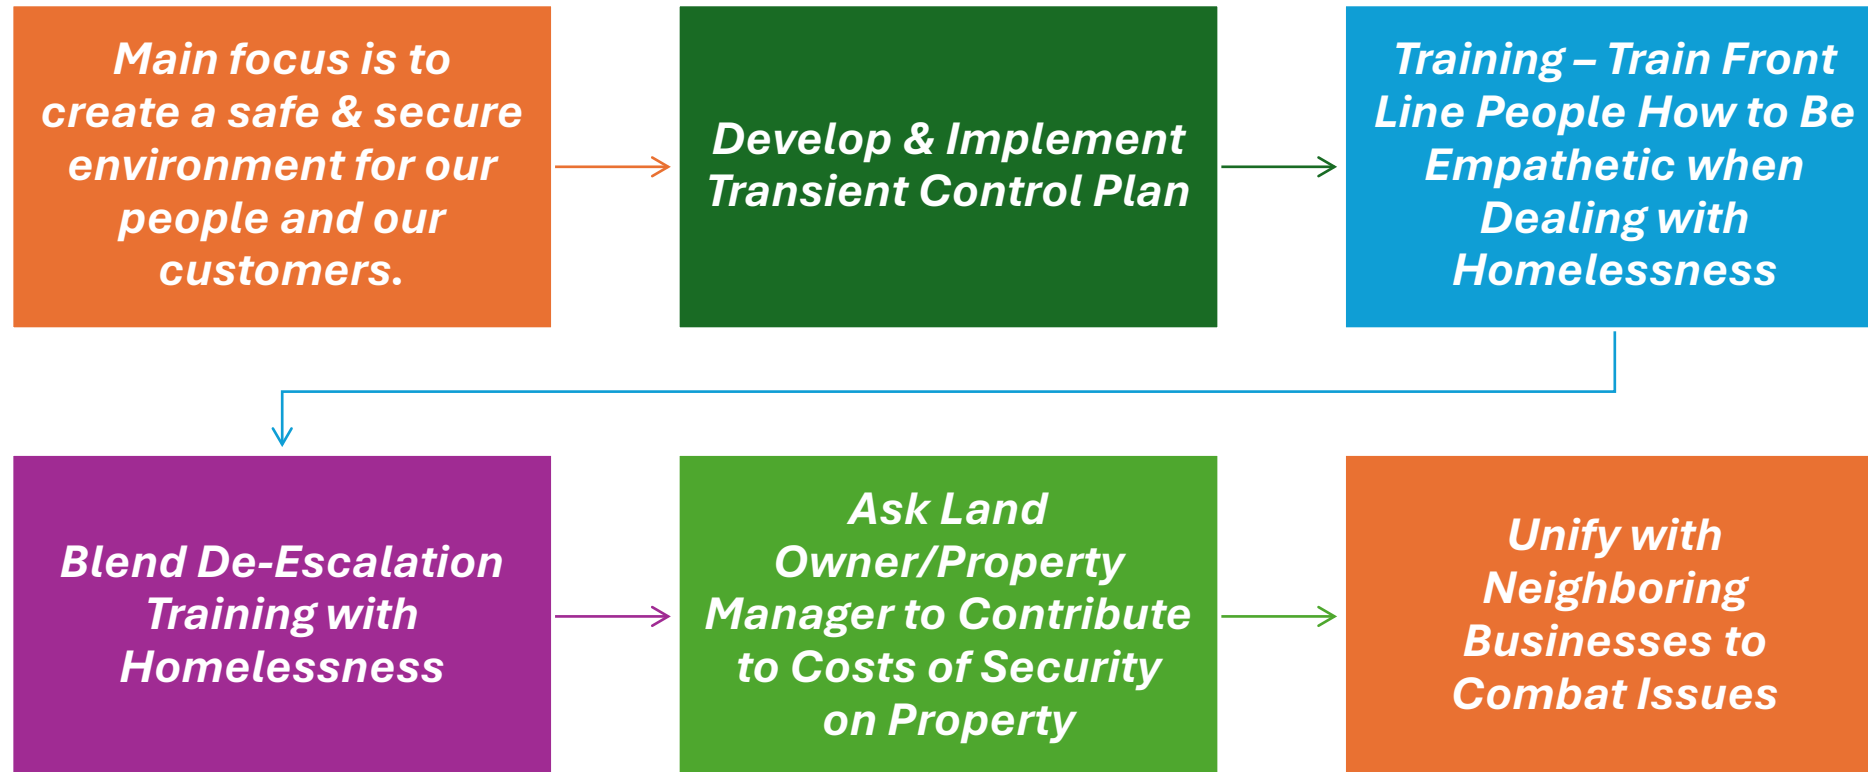 Main focus is to
create a safe & secure
environment for our
people and our
customers.
Develop & Implement
Transient Control Plan
Training – Train Front
Line People How to Be
Empathetic when
Dealing with
Homelessness
Blend De-Escalation
Training with
Homelessness
Ask Land
Owner/Property
Manager to Contribute
to Costs of Security
on Property
Unify with
Neighboring
Businesses to
Combat Issues